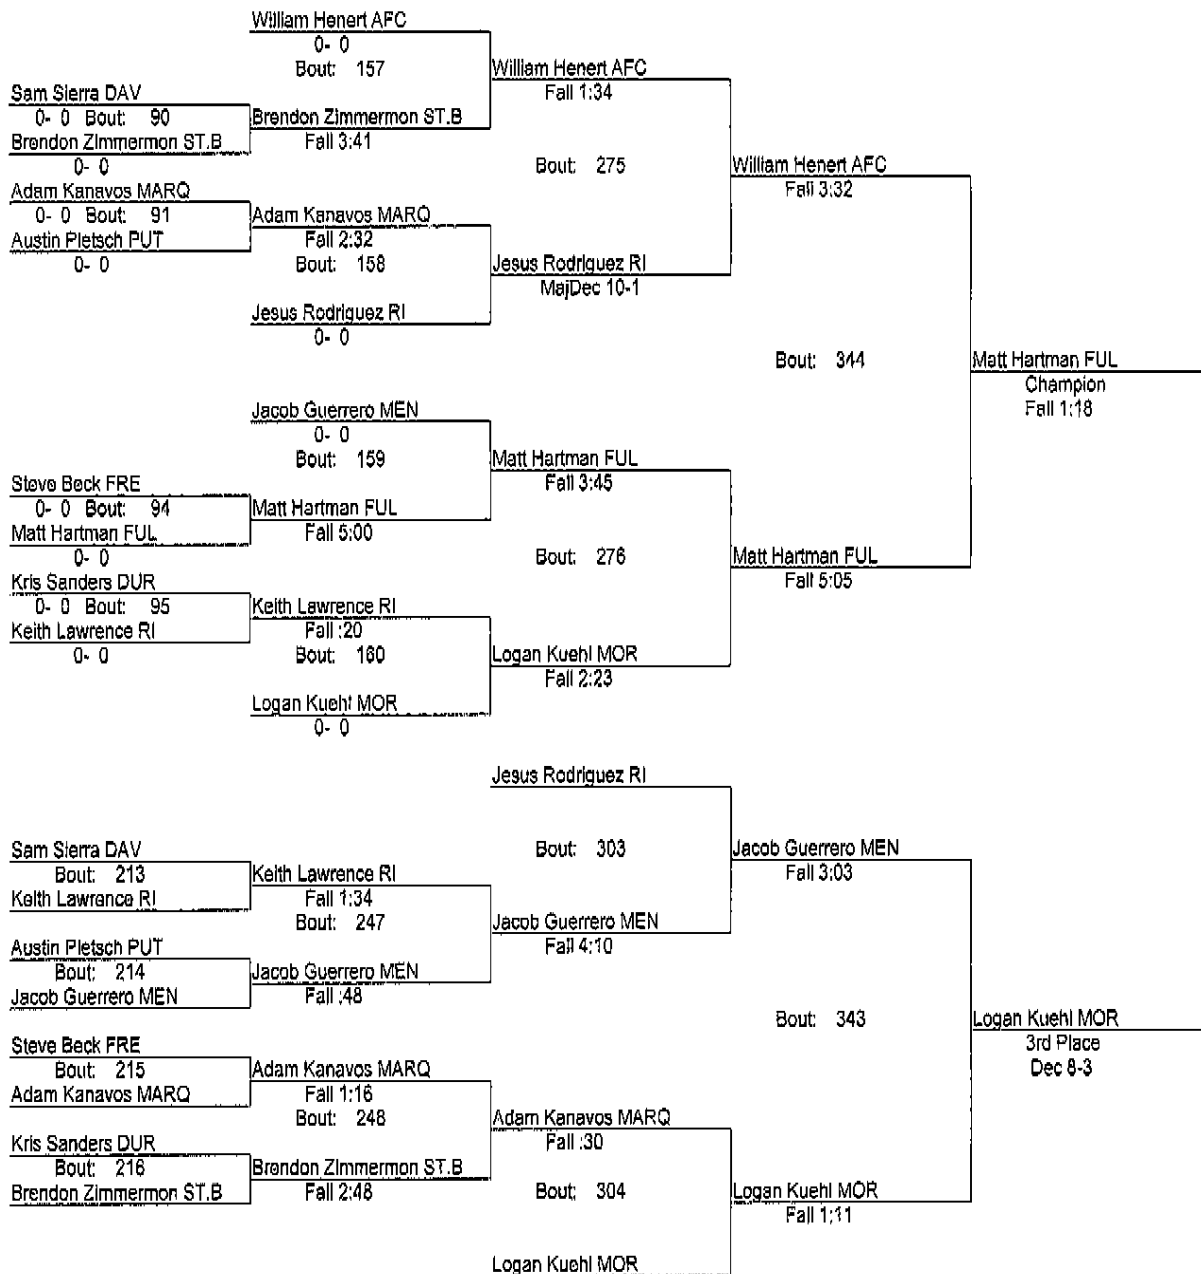 William Henert AFC
0- 0
Bout: 157
William Henert AFC
Fall 1:34
Sam Sierra DAV
0- 0 Bout: 90
Brendon Zimmermon ST.B
Fall 3:41
Brendon Zimmermon ST.B
0- 0
Bout: 275
William Henert AFC
Fall 3:32
Adam Kanavos MARQ
0- 0 Bout: 91
Adam Kanavos MARQ
Fall 2:32
Austin Pletsch PUT
0- 0
Bout: 158
Jesus Rodriguez RI
MajDec 10-1
Jesus Rodriguez RI
0- 0
Bout: 344
Matt Hartman FUL
Champion
Fall 1:18
Jacob Guerrero MEN
0- 0
Bout: 159
Matt Hartman FUL
Fall 3:45
Steve Beck FRE
0- 0 Bout: 94
Matt Hartman FUL
Fall 5:00
Matt Hartman FUL
0- 0
Bout: 276
Matt Hartman FUL
Fall 5:05
Kris Sanders DUR
0- 0 Bout: 95
Keith Lawrence RI
Fall :20
Keith Lawrence RI
0- 0
Bout: 160
Logan Kuehl MOR
Fall 2:23
Logan Kuehl MOR
0- 0
Jesus Rodriguez RI
Bout: 303
Jacob Guerrero MEN
Fall 3:03
Sam Sierra DAV
Bout: 213
Keith Lawrence RI
Keith Lawrence RI
Fall 1:34
Bout: 247
Jacob Guerrero MEN
Fall 4:10
Austin Pletsch PUT
Bout: 214
Jacob Guerrero MEN
Jacob Guerrero MEN
Fall :48
Bout: 343
Logan Kuehl MOR
3rd Place
Dec 8-3
Steve Beck FRE
Bout: 215
Adam Kanavos MARQ
Adam Kanavos MARQ
Fall 1:16
Bout: 248
Adam Kanavos MARQ
Fall :30
Kris Sanders DUR
Bout: 216
Brendon Zimmermon ST.B
Brendon Zimmermon ST.B
Fall 2:48
Bout: 304
Logan Kuehl MOR
Fall 1:11
Logan Kuehl MOR